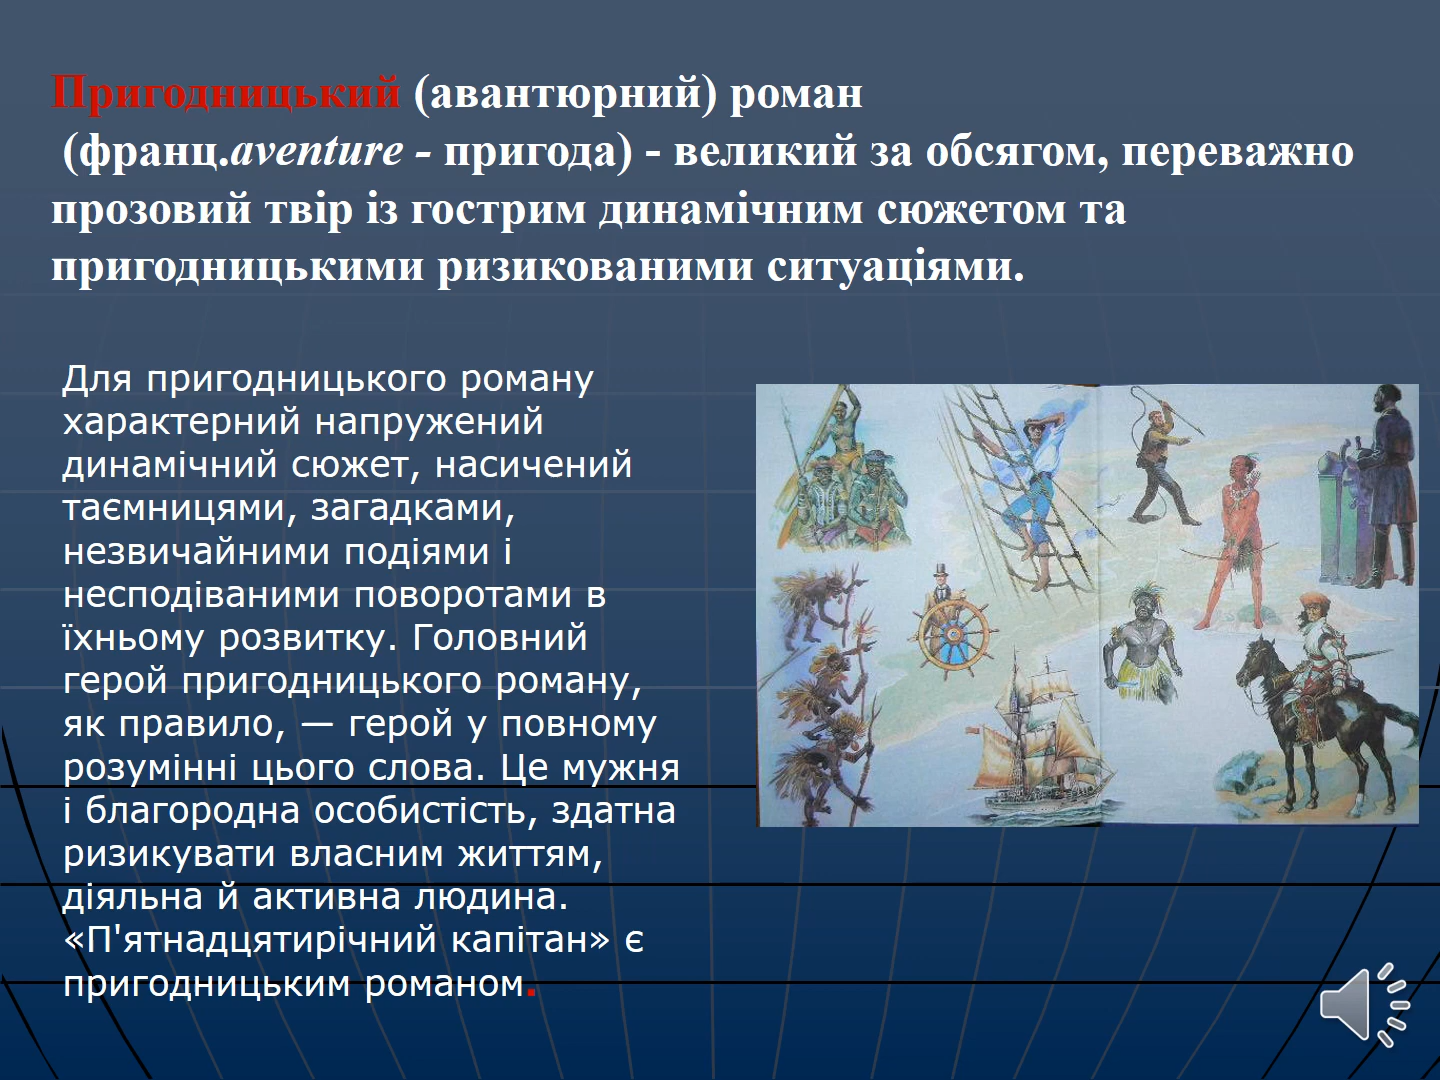 Пригодницький (авантюрний) роман
(франц.aventure - пригода) - великий за обсягом, переважно
прозовий твір із гострим динамічним сюжетом та
пригодницькими ризикованими ситуаціями.
Для пригодницького роману
характерний напружений
динамічний сюжет, насичений
таємницями, загадками,
незвичайними подіями і
несподіваними поворотами в
їхньому розвитку. Головний
герой пригодницького роману,
як правило, — герой у повному
розумінні цього слова. Це мужня
і благородна особистість, здатна
ризикувати власним життям,
діяльна й активна людина.
«П'ятнадцятирічний капітан» є
пригодницьким романом.